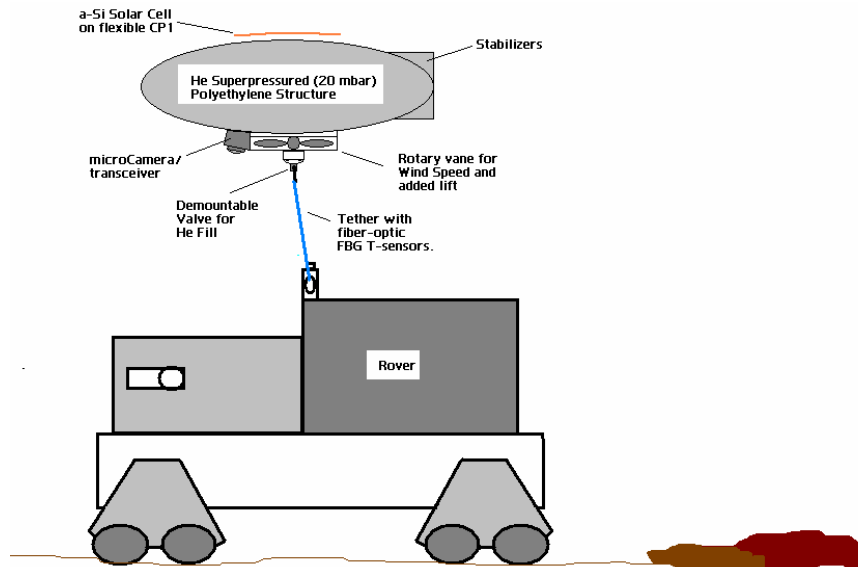 a-Si Solar Cell
on flexible CP1
Stabilizers
He Superpressured (20 mbar)
Polyethylene Structure
microCamera/
transceiver
Rotary vane for
Wind Speed and
added lift
Demountable
Valve for
He Fill
Tether with
fiber-optic
FBG T-sensors.
Rover